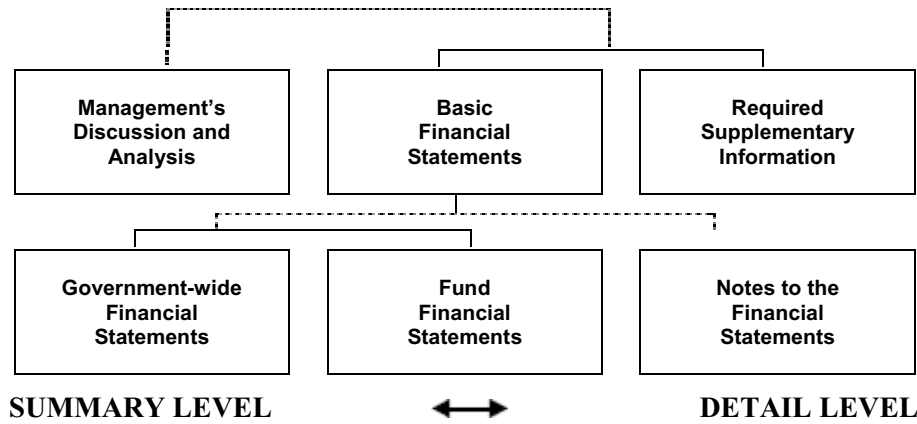 Management’s
Discussion and
Analysis
Basic
Financial
Statements
Required
Supplementary
Information
Government-wide
Financial
Statements
Fund
Financial
Statements
Notes to the
Financial
Statements
SUMMARY LEVEL
DETAIL LEVEL